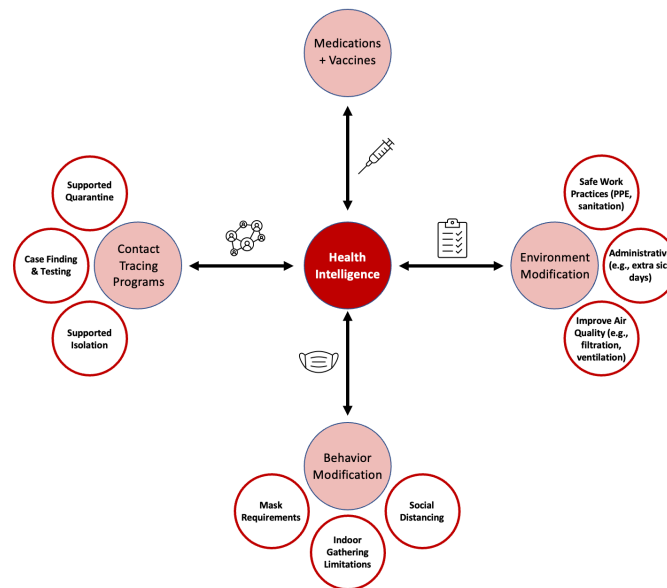 Medications
+ Vaccines
Supported
Quarantine
Case Finding
& Testing
Supported
Isolation
Contact
Tracing
Programs
Health
Intelligence
Environment
Modification
Safe Work
Practices (PPE,
sanitation)
Administrative
(e.g., extra sic
days)
Improve Air
Quality (e.g.,
filtration,
ventilation)
Behavior
Modification
Mask
Requirements
Indoor
Gathering
Limitations
Social
Distancing